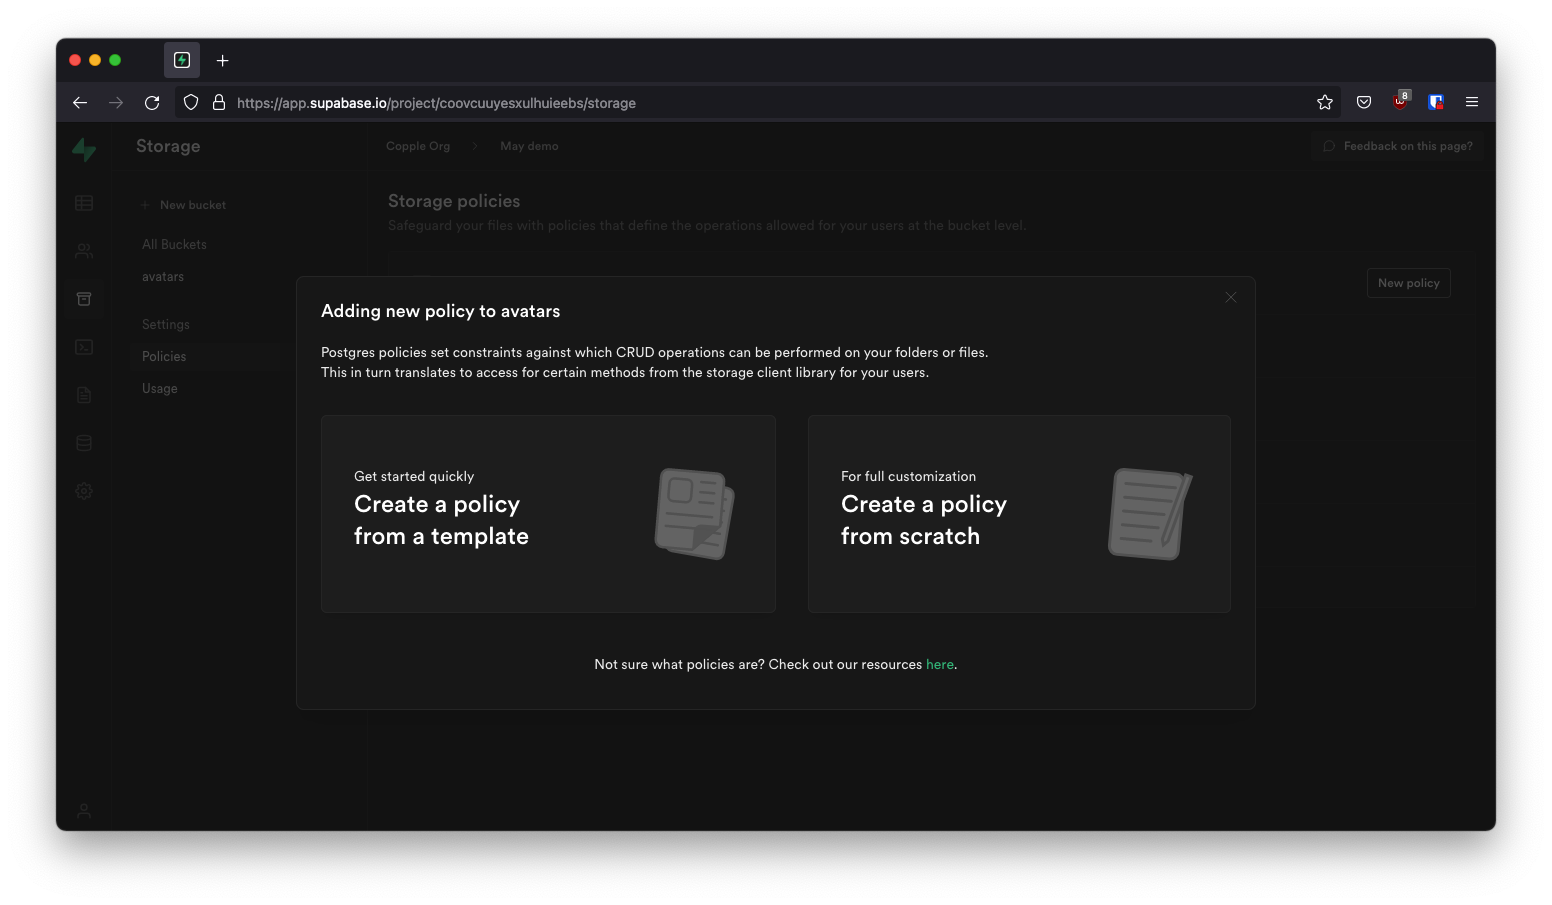 https://app.supabase.io/project/coovcuuyesxulhuieebs/storage
8
Storage
Copple Org
May demo
Feedback on this page?
New bucket
All Buckets
avatars
Settings
Policies
Usage
Storage policies
Safeguard your files with policies that define the operations allowed for your users at the bucket level.
New policy
Adding new policy to avatars
Postgres policies set constraints against which CRUD operations can be performed on your folders or files.
This in turn translates to access for certain methods from the storage client library for your users.
Get started quickly
Create a policy
from a template
For full customization
Create a policy
from scratch
Not sure what policies are? Check out our resources here.